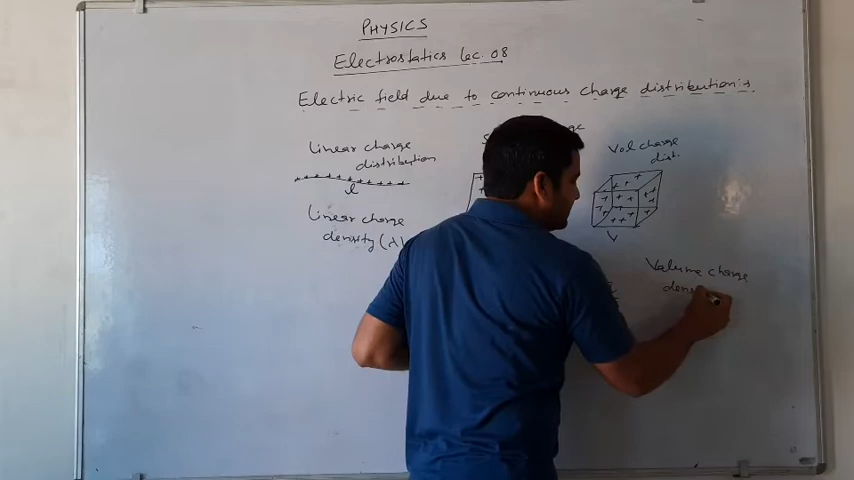 PHYSICS
Electrostatics Lec. 08
Electric field due to continuous charge distribution :→
Linear charge
distribution
l
Linear charge
density (λ)
Vol charge
dist.
V
Volume charge
dens